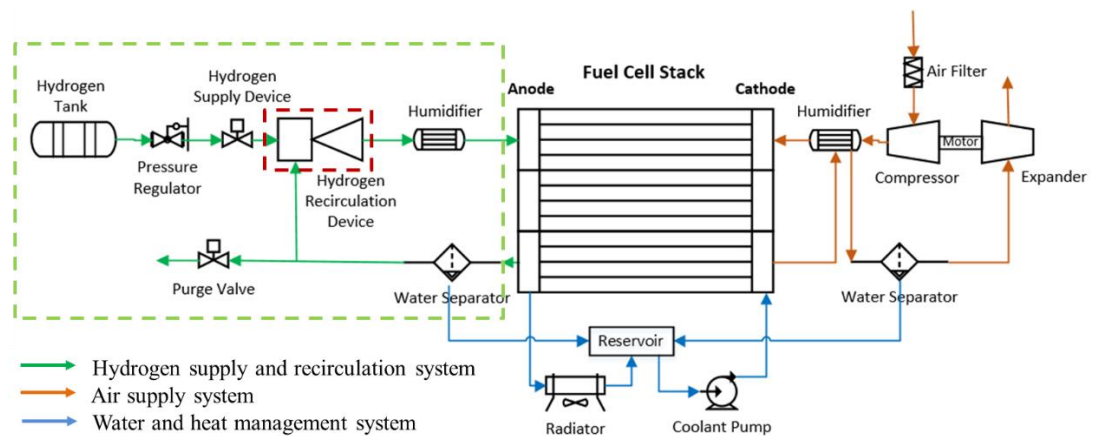 Hydrogen
Tank
Hydrogen
Supply Device
Pressure
Regulator
Hydrogen
Recirculation
Device
Humidifier
Purge Valve
Water Separator
Fuel Cell Stack
Anode
Cathode
Humidifier
Air Filter
Motor
Compressor
Expander
Water Separator
Reservoir
Radiator
Coolant Pump
Hydrogen supply and recirculation system
Air supply system
Water and heat management system